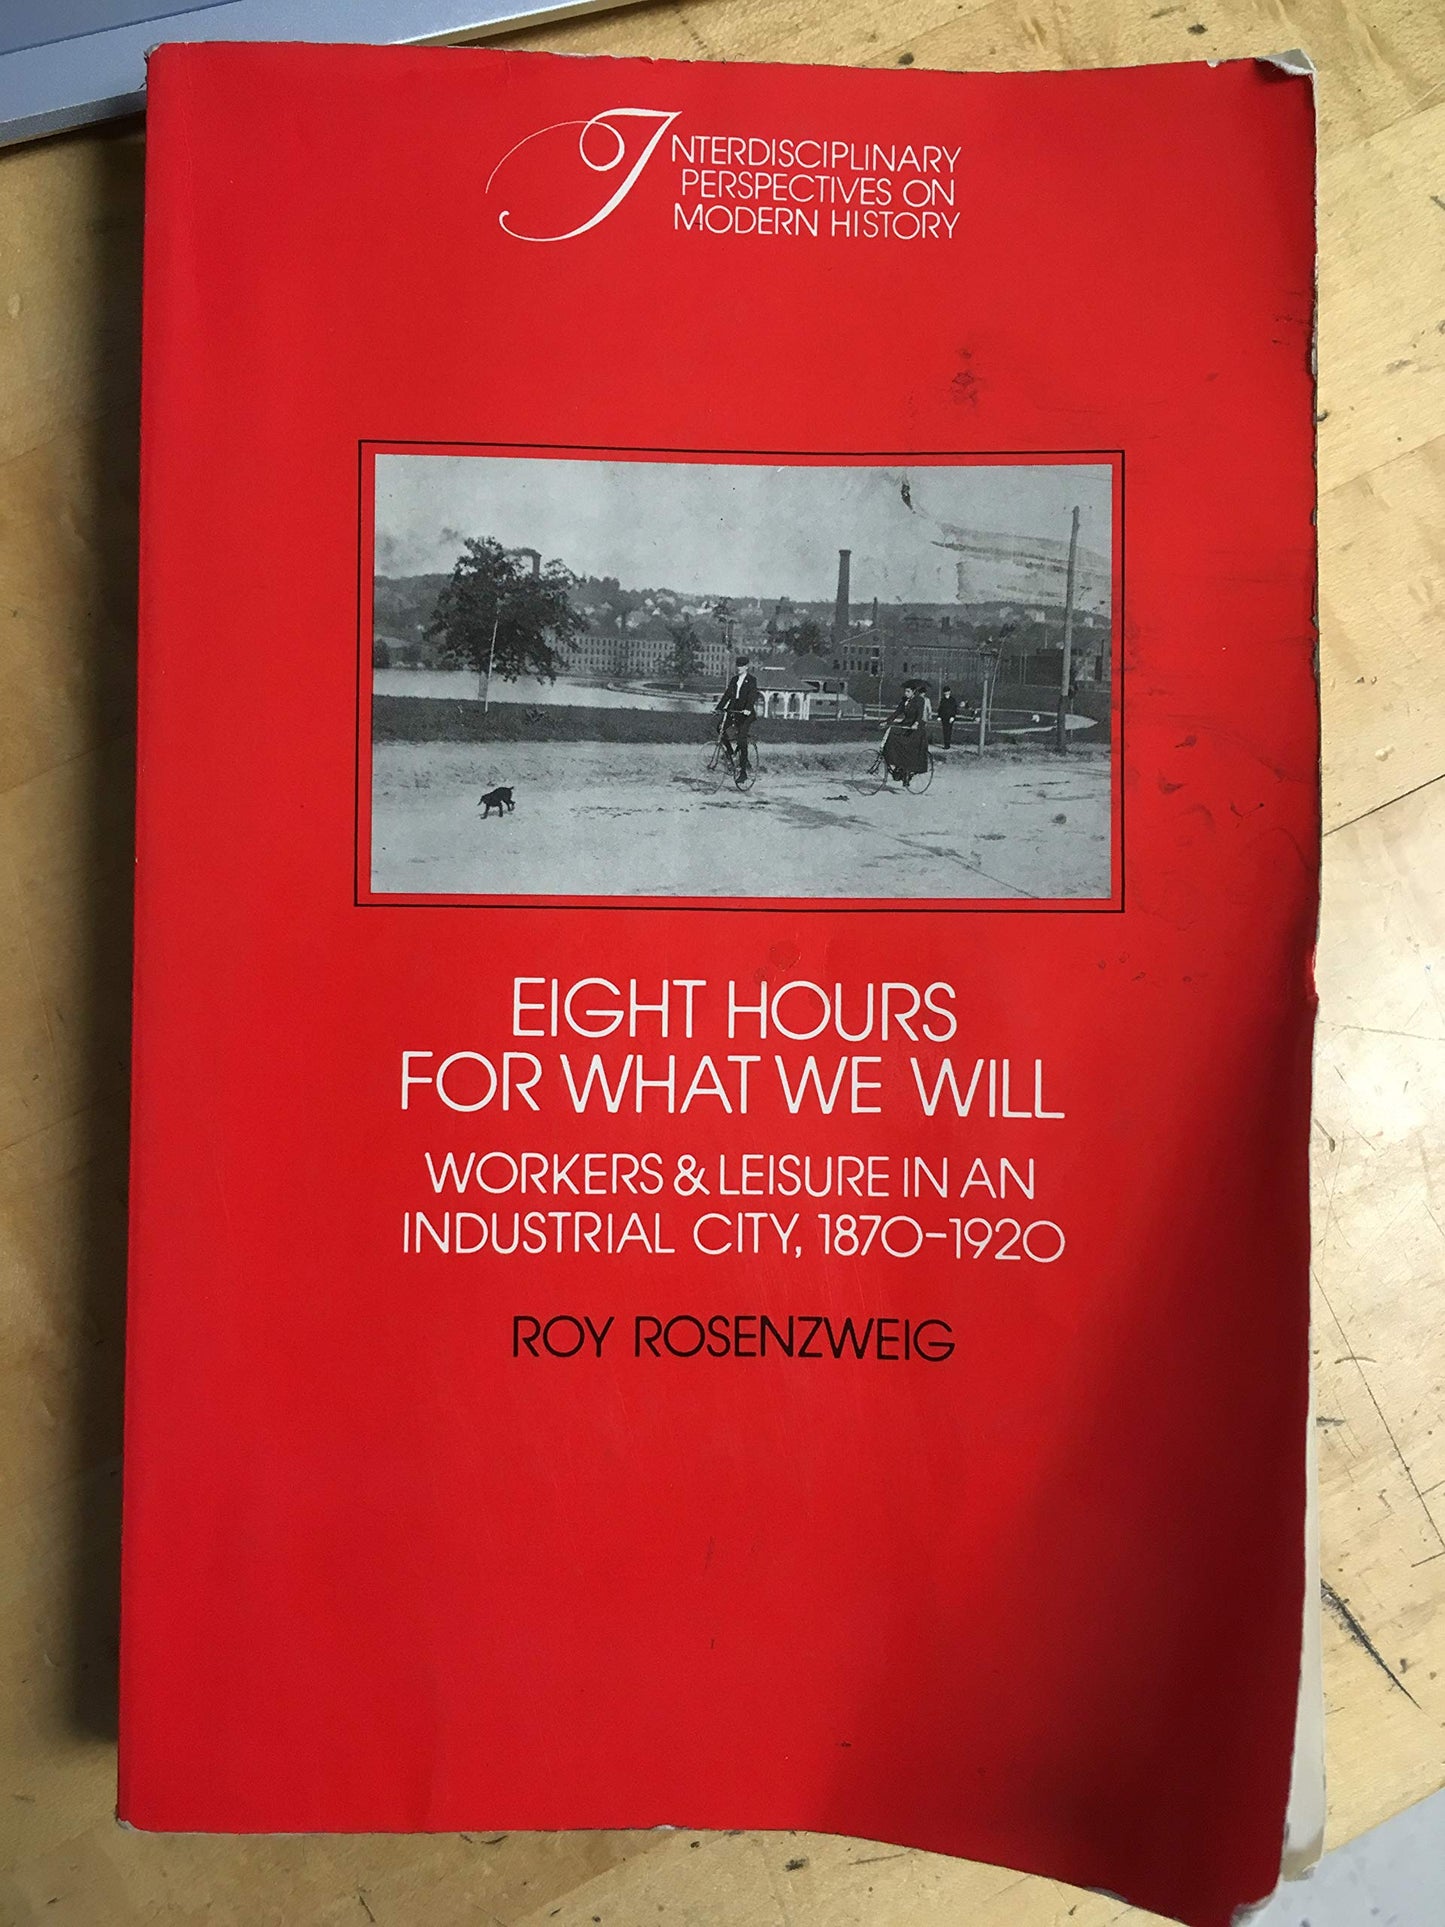 INTERDISCIPLINARY
PERSPECTIVES ON
MODERN HISTORY
EIGHT HOURS
FOR WHAT WE WILL
WORKERS & LEISURE IN AN
INDUSTRIAL CITY, 1870-1920
ROY ROSENZWEIG